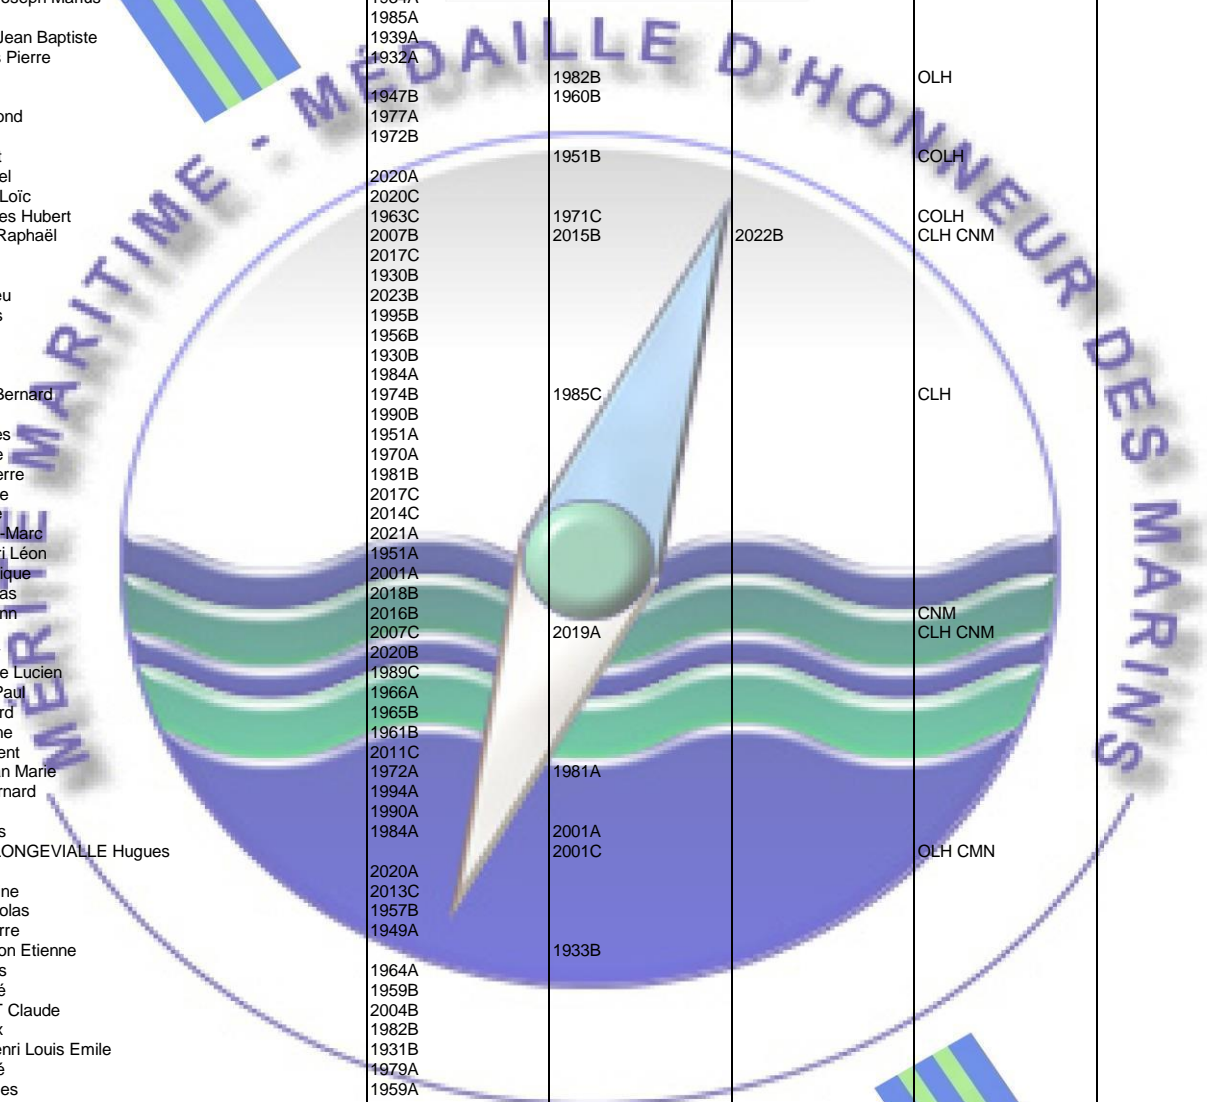 MÉRITE MARITIME - MÉDAILLE D'HONNEUR DES MARINS
1985A
Jean Baptiste 1939A
Pierre 1932A
1982B OLH
1947B 1960B
ond 1977A
1972B
1951B COLH
el 2020A
Loïc 2020C
es Hubert 1963C 1971C COLH
Raphaël 2007B 2015B 2022B CLH CNM
2017C
1930B
eu 2023B
s 1995B
1956B
1930B
1984A
Bernard 1974B 1985C CLH
1990B
es 1951A
e 1970A
erre 1981B
e 2017C
e 2014C
-Marc 2021A
ri Léon 1951A
ique 2001A
as 2018B
nn 2016B CNM
2007C 2019A CLH CNM
2020B
e Lucien 1989C
Paul 1966A
rd 1965B
ne 1961B
ent 2011C
n Marie 1972A 1981A
rnard 1994A
1990A
s 1984A 2001A
LONGEVIALLE Hugues 2001C OLH CMN
2020A
ne 2013C
olas 1957B
rre 1949A
on Etienne 1933B
s 1964A
é 1959B
T Claude 2004B
x 1982B
enri Louis Emile 1931B
é 1979A
es 1959A